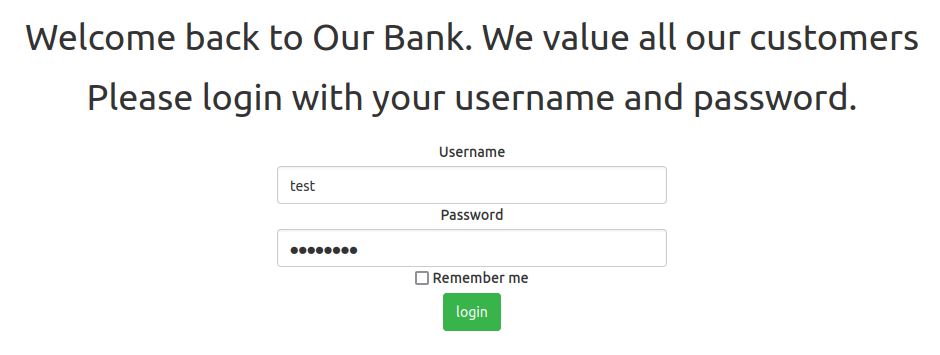 Welcome back to Our Bank. We value all our customers
Please login with your username and password.
Username
test
Password
••••••••
Remember me
login